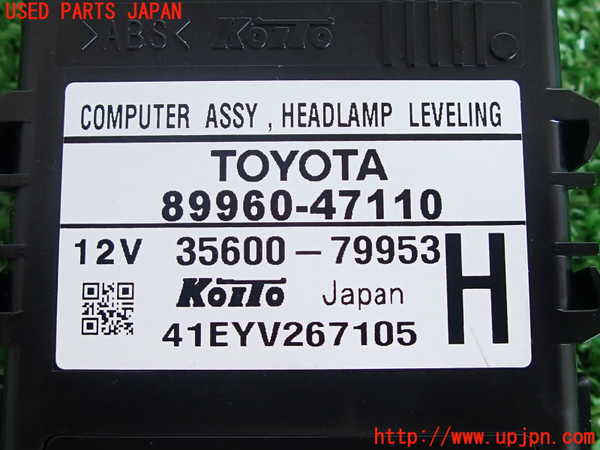 USED PARTS JAPAN
>ABS< KOITO
COMPUTER ASSY , HEADLAMP LEVELING
TOYOTA
89960-47110
12V 35600-79953 H
KOITO Japan
41EYV267105
http://www.upjpn.com